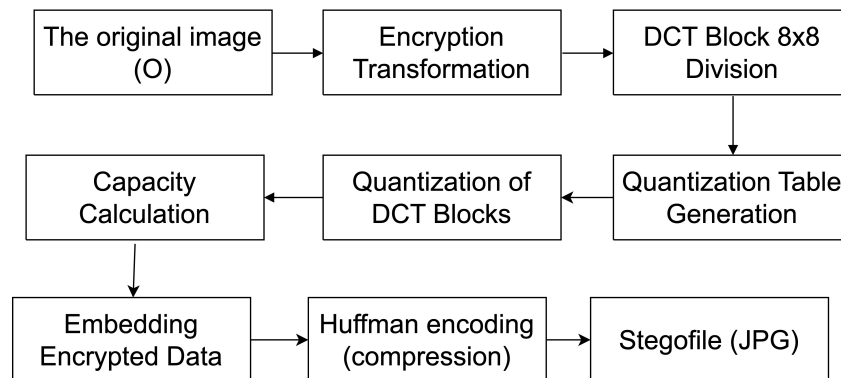 The original image
(O)
Encryption
Transformation
DCT Block 8x8
Division
Capacity
Calculation
Quantization of
DCT Blocks
Quantization Table
Generation
Embedding
Encrypted Data
Huffman encoding
(compression)
Stegofile (JPG)